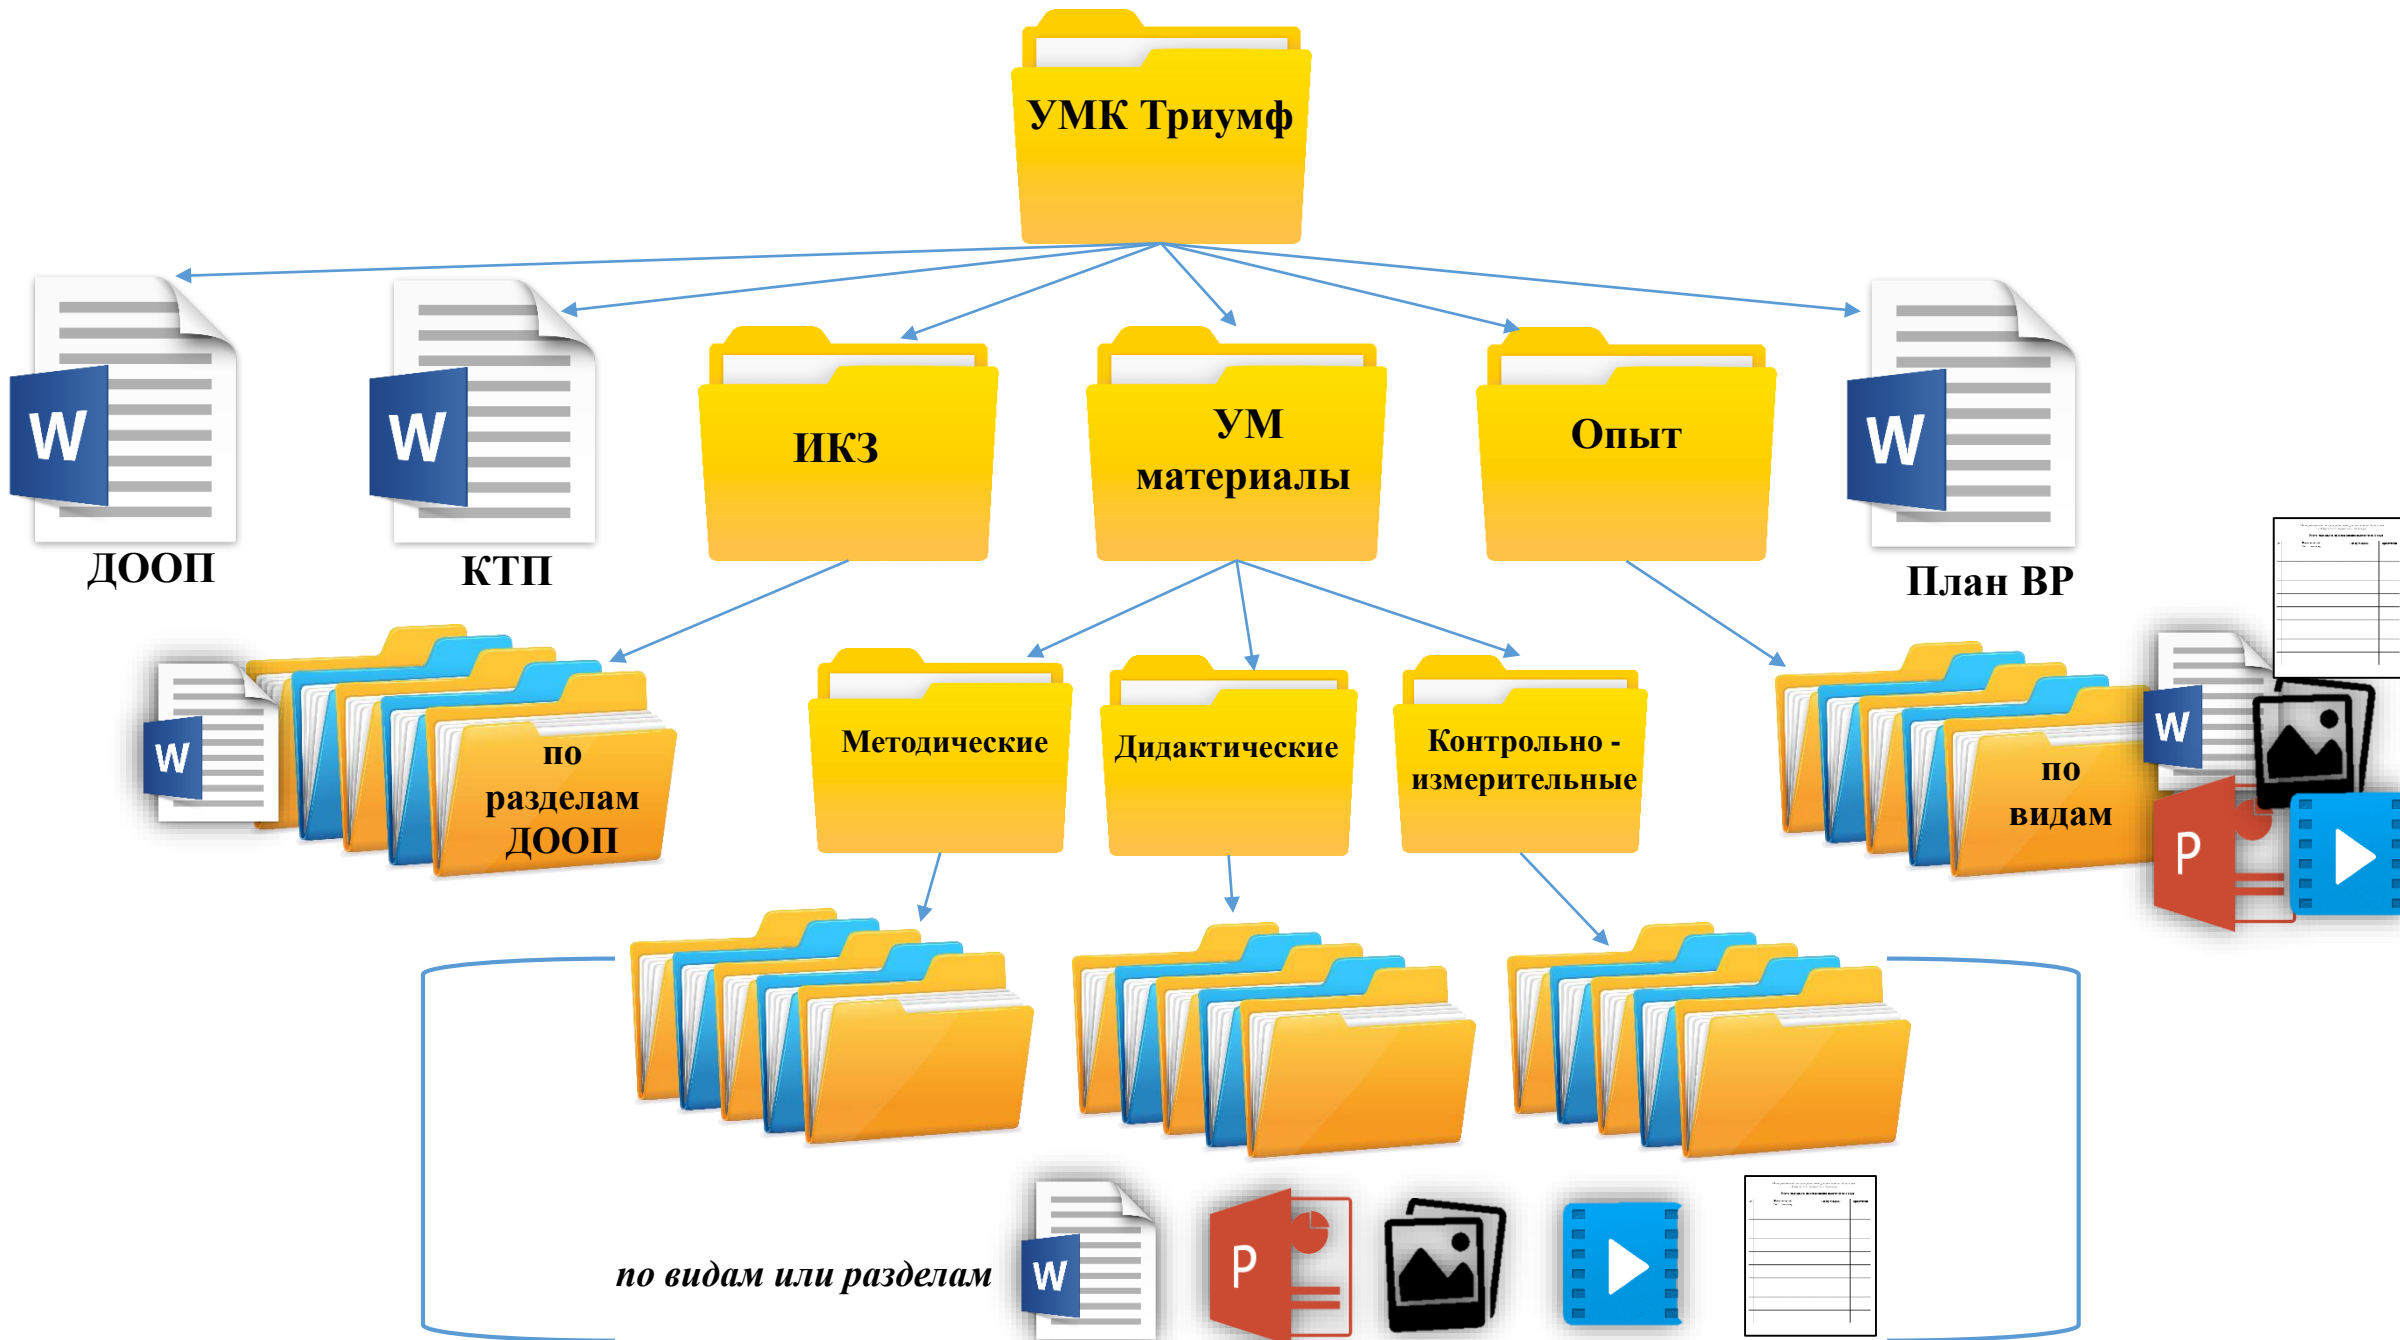 УМК Триумф
W
W
ИКЗ
УМ
материалы
Опыт
W
ДООП
КТП
План ВР
W
по
разделам
ДООП
Методические
Дидактические
Контрольно -
измерительные
по
видам
W
P
по видам или разделам
W
P